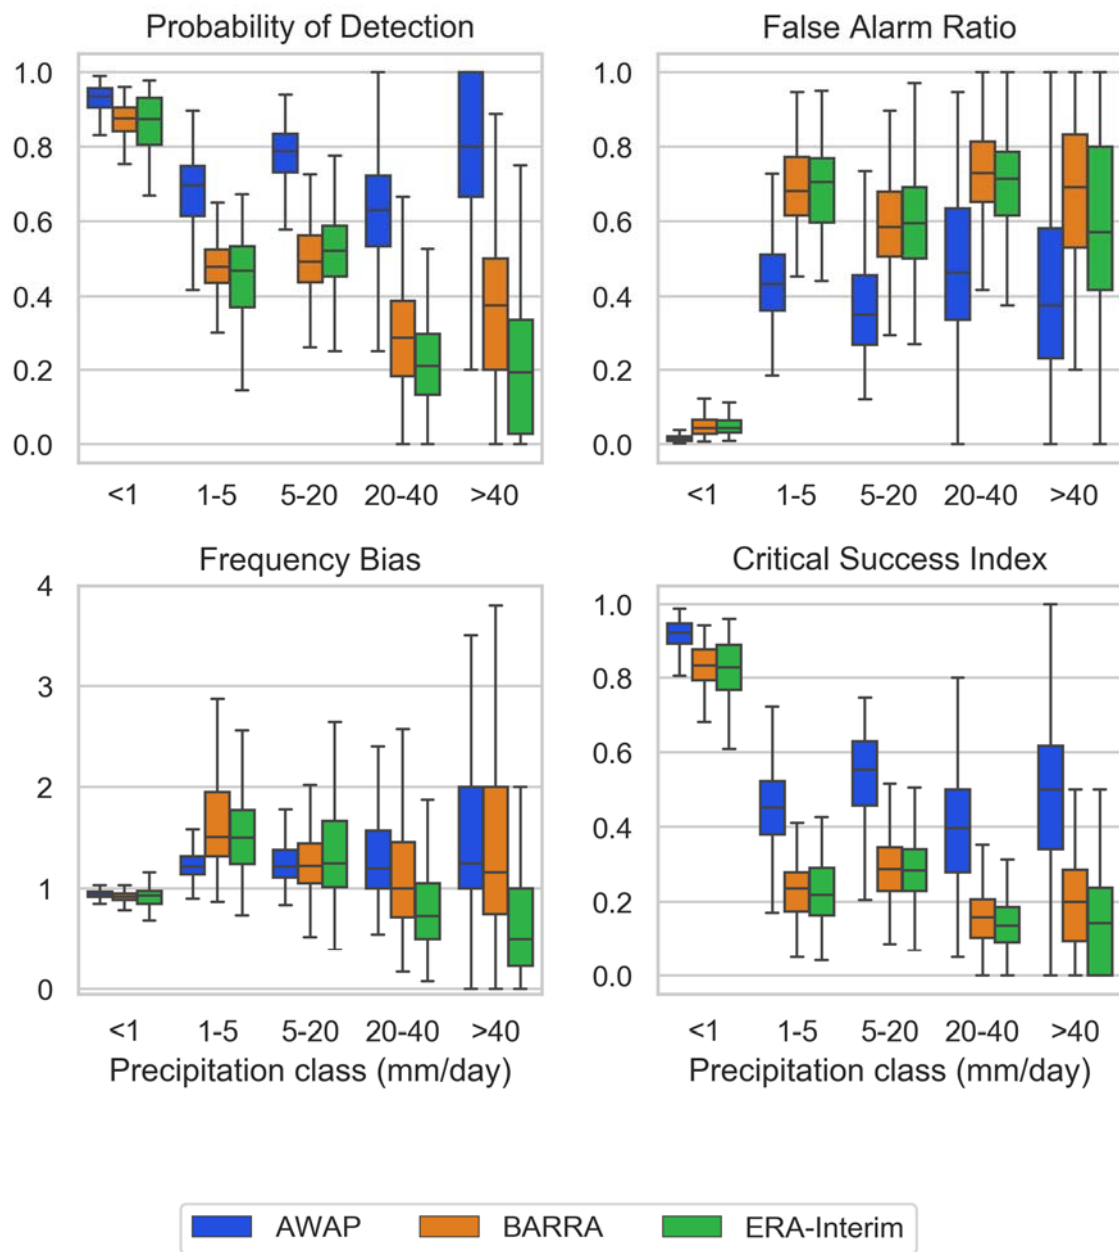 Probability of Detection
1.0
0.8
0.6
0.4
0.2
0.0
<1 1-5 5-20 20-40 >40
False Alarm Ratio
1.0
0.8
0.6
0.4
0.2
0.0
<1 1-5 5-20 20-40 >40
Frequency Bias
4
3
2
1
0
<1 1-5 5-20 20-40 >40
Precipitation class (mm/day)
Critical Success Index
1.0
0.8
0.6
0.4
0.2
0.0
<1 1-5 5-20 20-40 >40
Precipitation class (mm/day)
AWAP BARRA ERA-Interim